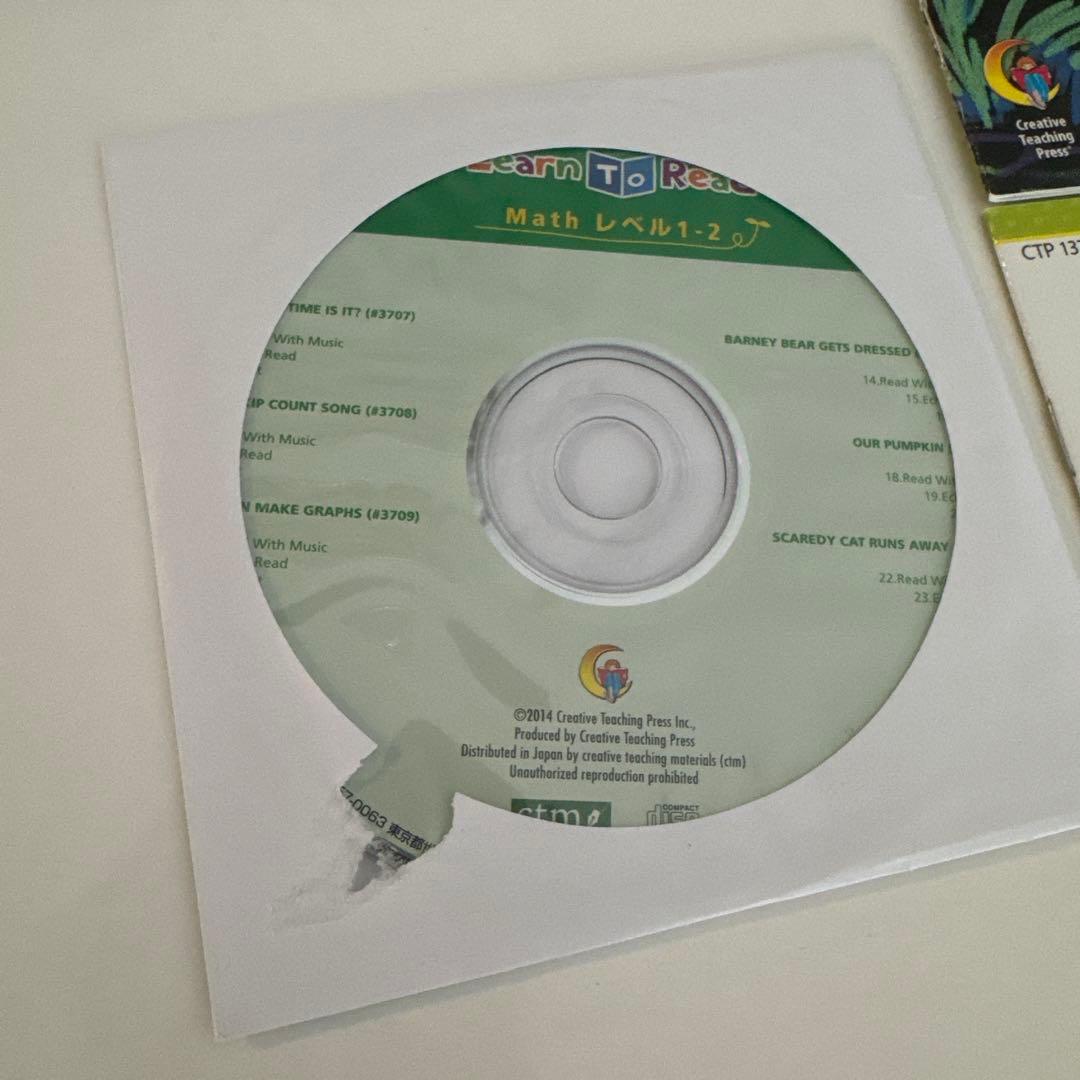 Learn To Read
Math レベル1-2
TIME IS IT? (#3707)
With Music
Read
IP COUNT SONG (#3708)
With Music
Read
N MAKE GRAPHS (#3709)
With Music
Read
BARNEY BEAR GETS DRESSED
14.Read Wi
15.Ec
OUR PUMPKIN
18.Read Wi
19.Ec
SCAREDY CAT RUNS AWAY
22.Read W
23.E
©2014 Creative Teaching Press Inc.,
Produced by Creative Teaching Press
Distributed in Japan by creative teaching materials (ctm)
Unauthorized reproduction prohibited
ctm
COMPACT
disc
57-0063 東京都
Creative
Teaching
Press
CTP 13